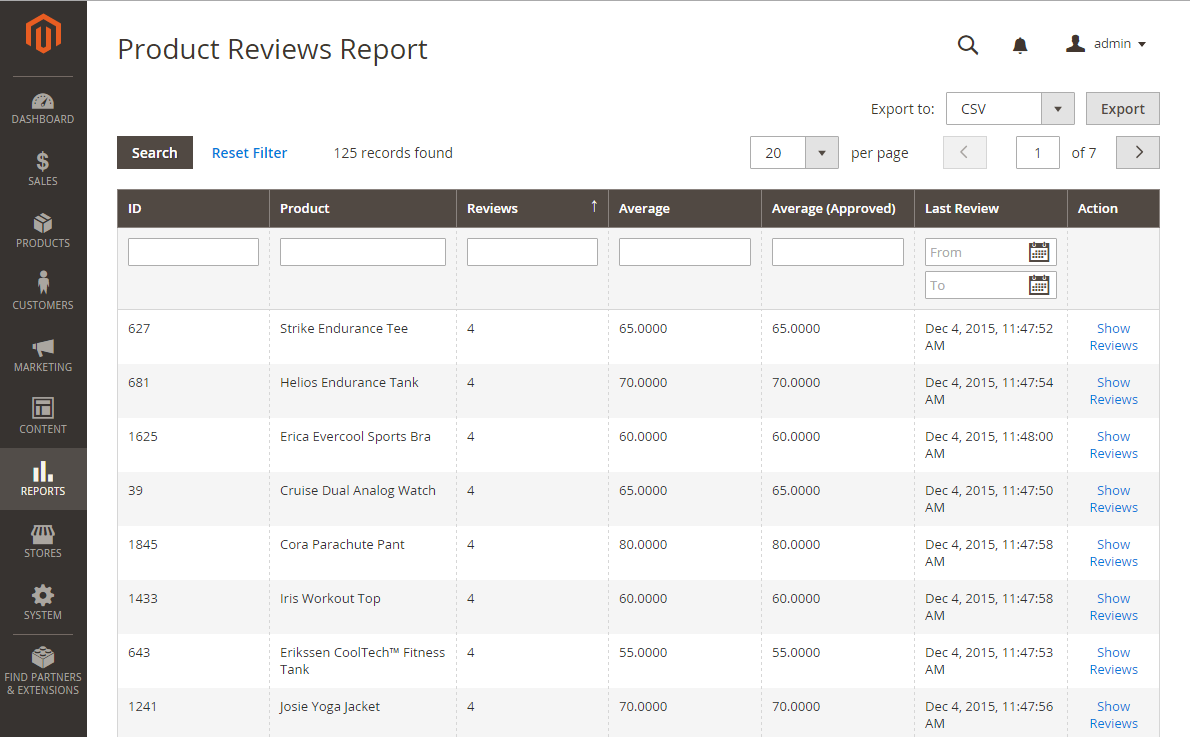 Product Reviews Report
admin
Export to: CSV Export
Search Reset Filter 125 records found 20 per page 1 of 7
ID Product Reviews ↑ Average Average (Approved) Last Review Action
From
To
627 Strike Endurance Tee 4 65.0000 65.0000 Dec 4, 2015, 11:47:52 Show
AM Reviews
681 Helios Endurance Tank 4 70.0000 70.0000 Dec 4, 2015, 11:47:54 Show
AM Reviews
1625 Erica Evercool Sports Bra 4 60.0000 60.0000 Dec 4, 2015, 11:48:00 Show
AM Reviews
39 Cruise Dual Analog Watch 4 65.0000 65.0000 Dec 4, 2015, 11:47:50 Show
AM Reviews
1845 Cora Parachute Pant 4 80.0000 80.0000 Dec 4, 2015, 11:47:58 Show
AM Reviews
1433 Iris Workout Top 4 60.0000 60.0000 Dec 4, 2015, 11:47:58 Show
AM Reviews
643 Erikssen CoolTech™ Fitness 4 55.0000 55.0000 Dec 4, 2015, 11:47:53 Show
Tank AM Reviews
1241 Josie Yoga Jacket 4 70.0000 70.0000 Dec 4, 2015, 11:47:56 Show
AM Reviews
DASHBOARD
$
SALES
PRODUCTS
CUSTOMERS
MARKETING
CONTENT
REPORTS
STORES
SYSTEM
FIND PARTNERS
& EXTENSIONS